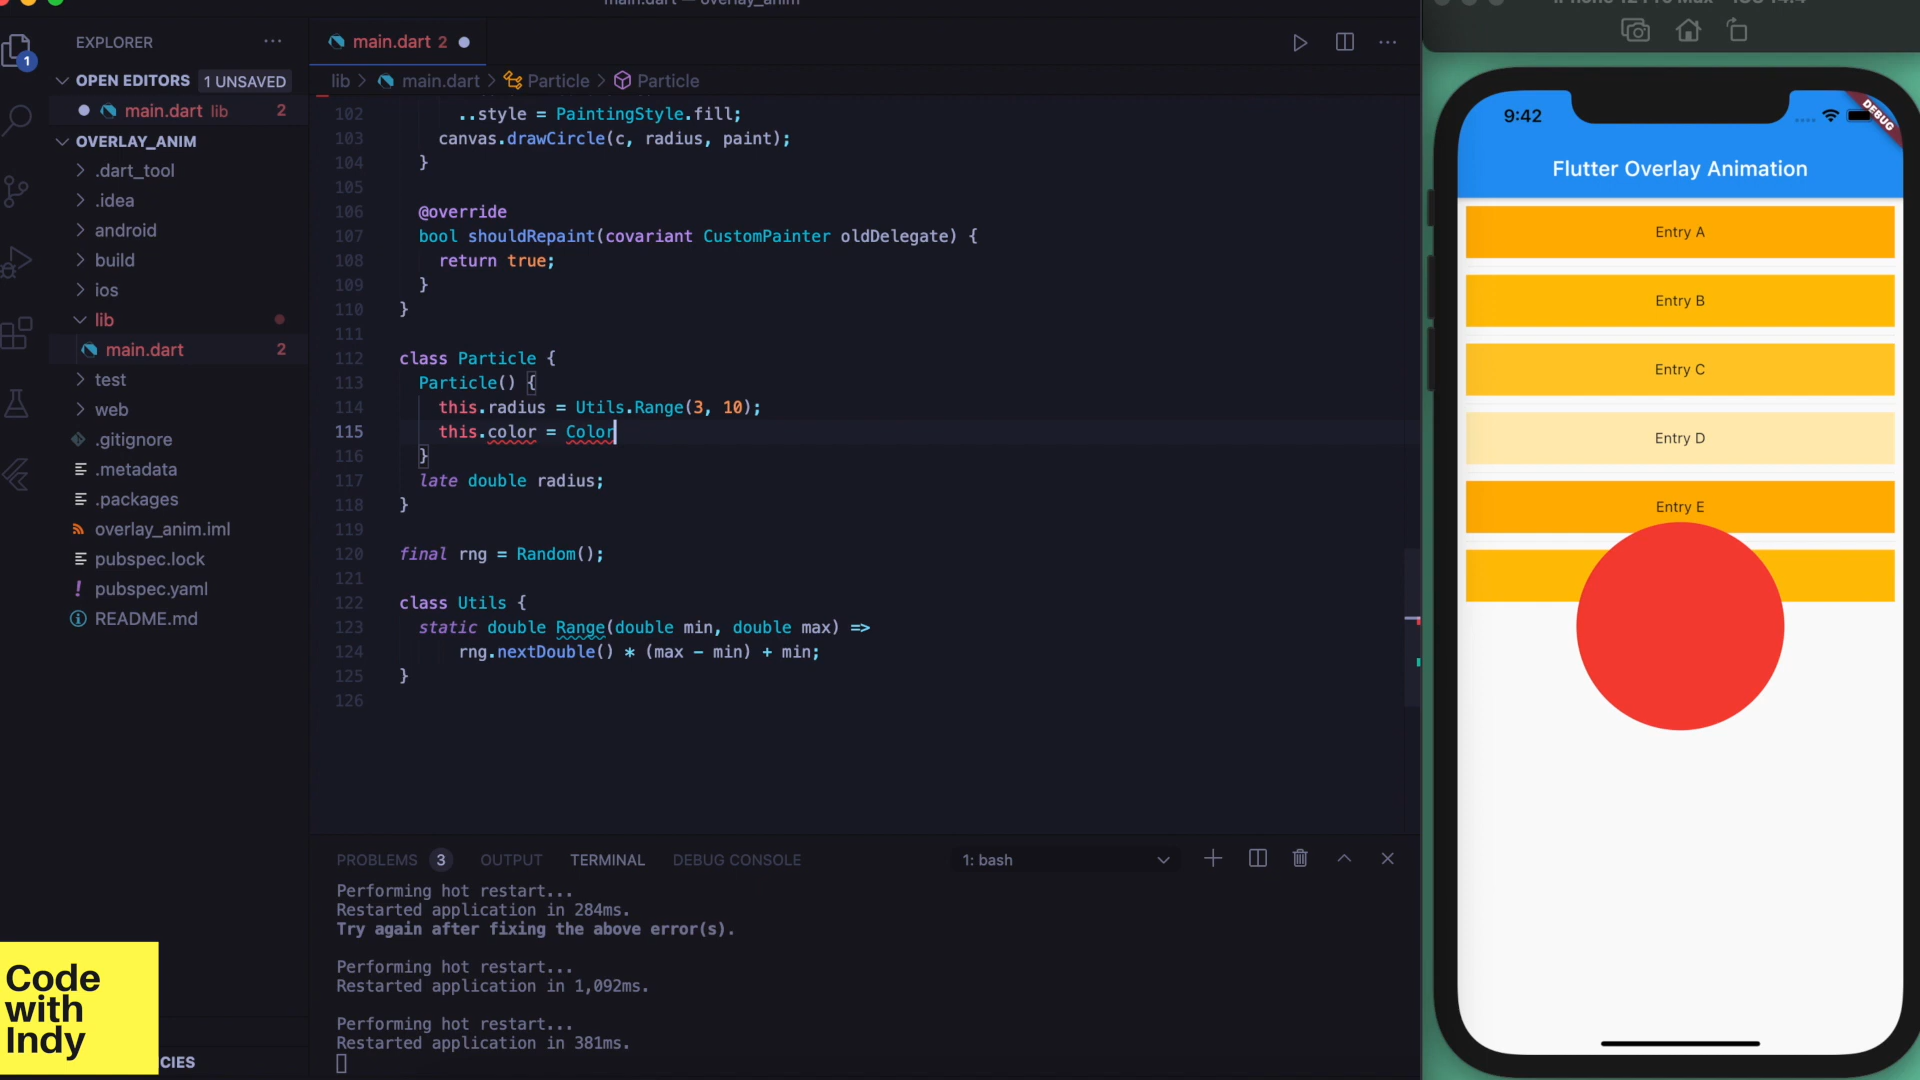 main.dart — overlay_anim
EXPLORER
OPEN EDITORS 1 UNSAVED
main.dart lib 2
OVERLAY_ANIM
.dart_tool
.idea
android
build
ios
lib
main.dart 2
test
web
.gitignore
.metadata
.packages
overlay_anim.iml
pubspec.lock
pubspec.yaml
README.md
1
main.dart 2
lib > main.dart > Particle > Particle
102 ..style = PaintingStyle.fill;
103 canvas.drawCircle(c, radius, paint);
104 }
105
106 @override
107 bool shouldRepaint(covariant CustomPainter oldDelegate) {
108 return true;
109 }
110 }
111
112 class Particle {
113 Particle() {
114 this.radius = Utils.Range(3, 10);
115 this.color = Color
116 }
117 late double radius;
118 }
119
120 final rng = Random();
121
122 class Utils {
123 static double Range(double min, double max) =>
124 rng.nextDouble() * (max - min) + min;
125 }
126
PROBLEMS 3 OUTPUT TERMINAL DEBUG CONSOLE 1: bash
Performing hot restart...
Restarted application in 284ms.
Try again after fixing the above error(s).
Performing hot restart...
Restarted application in 1,092ms.
Performing hot restart...
Restarted application in 381ms.
Code
with
Indy
CIES
9:42
DEBUG
Flutter Overlay Animation
Entry A
Entry B
Entry C
Entry D
Entry E